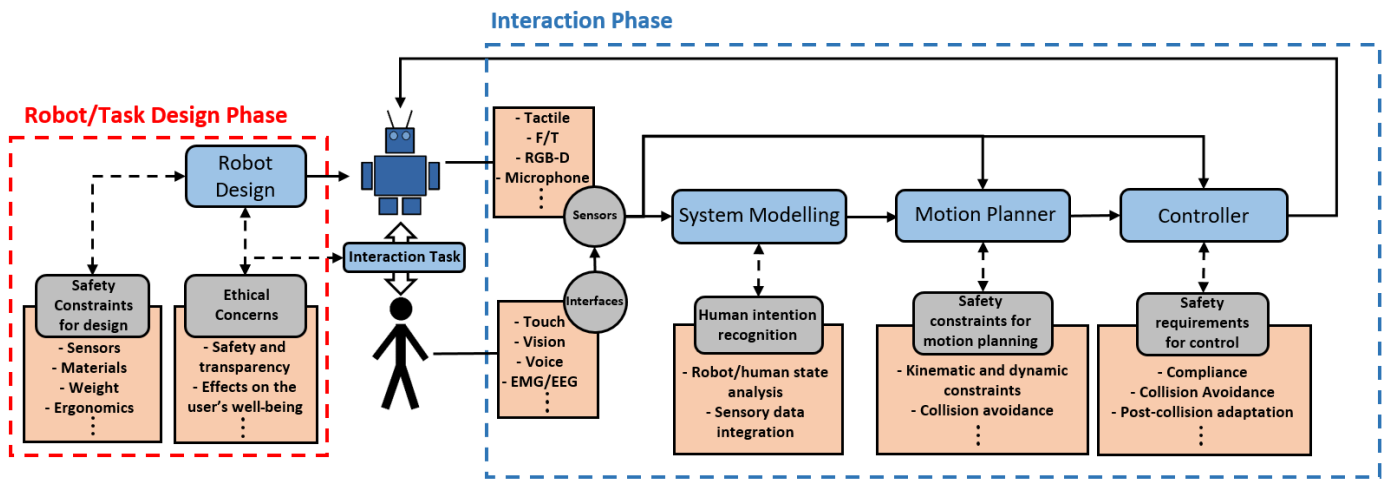 Interaction Phase
Robot/Task Design Phase
Robot
Design
Safety
Constraints
for design
- Sensors
- Materials
- Weight
- Ergonomics
Ethical
Concerns
- Safety and
transparency
- Effects on the
user's well-being
Interaction Task
- Tactile
- F/T
- RGB-D
- Microphone
Sensors
Interfaces
- Touch
- Vision
- Voice
- EMG/EEG
System Modelling
Human intention
recognition
- Robot/human state
analysis
- Sensory data
integration
Motion Planner
Safety
constraints for
motion planning
- Kinematic and dynamic
constraints
- Collision avoidance
Controller
Safety
requirements
for control
- Compliance
- Collision Avoidance
- Post-collision adaptation